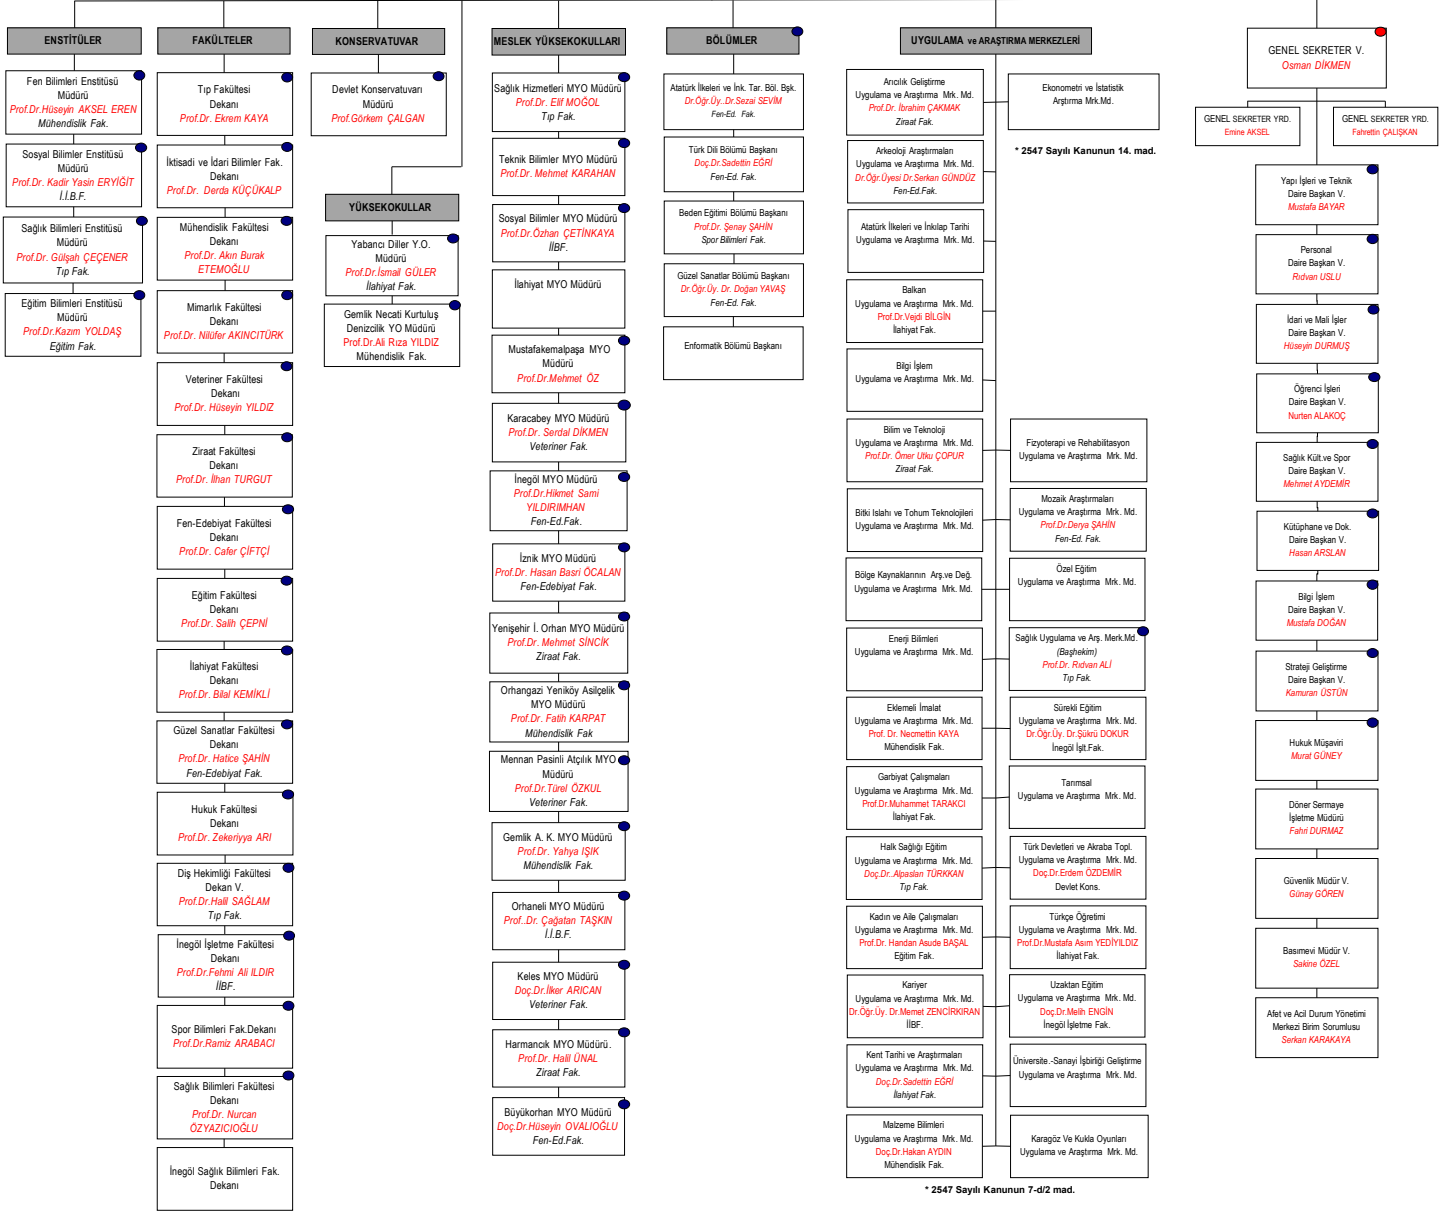 ENSTİTÜLER
Fen Bilimleri Enstitüsü
Müdürü
Prof.Dr.Hüseyin AKSEL EREN
Mühendislik Fak.
Sosyal Bilimler Enstitüsü
Müdürü
Prof.Dr. Kadir Yasin ERYİĞİT
İ.İ.B.F.
Sağlık Bilimleri Enstitüsü
Müdürü
Prof.Dr. Gülşah ÇEÇENER
Tıp Fak.
Eğitim Bilimleri Enstitüsü
Müdürü
Prof.Dr.Kazım YOLDAŞ
Eğitim Fak.
FAKÜLTELER
Tıp Fakültesi
Dekanı
Prof.Dr. Ekrem KAYA
İktisadi ve İdari Bilimler Fak.
Dekanı
Prof.Dr. Derda KÜÇÜKALP
Mühendislik Fakültesi
Dekanı
Prof.Dr. Akın Burak
ETEMOĞLU
Mimarlık Fakültesi
Dekanı
Prof.Dr. Nilüfer AKINCITÜRK
Veteriner Fakültesi
Dekanı
Prof.Dr. Hüseyin YILDIZ
Ziraat Fakültesi
Dekanı
Prof.Dr. İlhan TURGUT
Fen-Edebiyat Fakültesi
Dekanı
Prof.Dr. Cafer ÇİFTÇİ
Eğitim Fakültesi
Dekanı
Prof.Dr. Salih ÇEPNİ
İlahiyat Fakültesi
Dekanı
Prof.Dr. Bilal KEMİKLİ
Güzel Sanatlar Fakültesi
Dekanı
Prof.Dr. Hatice ŞAHİN
Fen-Edebiyat Fak.
Hukuk Fakültesi
Dekanı
Prof.Dr. Zekeriyya ARI
Diş Hekimliği Fakültesi
Dekan V.
Prof.Dr.Halil SAĞLAM
Tıp Fak.
İnegöl İşletme Fakültesi
Dekanı
Prof.Dr.Fehmi Ali ILDIR
İİBF.
Spor Bilimleri Fak.Dekanı
Prof.Dr.Ramiz ARABACI
Sağlık Bilimleri Fakültesi
Dekanı
Prof.Dr. Nurcan
ÖZYAZICIOĞLU
İnegöl Sağlık Bilimleri Fak.
Dekanı
KONSERVATUVAR
Devlet Konservatuvarı
Müdürü
Prof.Görkem ÇALGAN
YÜKSEKOKULLAR
Yabancı Diller Y.O.
Müdürü
Prof.Dr.İsmail GÜLER
İlahiyat Fak.
Gemlik Necati Kurtuluş
Denizcilik YO Müdürü
Prof.Dr.Ali Rıza YILDIZ
Mühendislik Fak.
MESLEK YÜKSEKOKULLARI
Sağlık Hizmetleri MYO Müdürü
Prof.Dr. Elif MOĞOL
Tıp Fak.
Teknik Bilimler MYO Müdürü
Prof.Dr. Mehmet KARAHAN
Sosyal Bilimler MYO Müdürü
Prof.Dr.Özhan ÇETİNKAYA
İİBF.
İlahiyat MYO Müdürü
Mustafakemalpaşa MYO
Müdürü
Prof.Dr.Mehmet ÖZ
Karacabey MYO Müdürü
Prof.Dr. Serdal DİKMEN
Veteriner Fak.
İnegöl MYO Müdürü
Prof.Dr.Hikmet Sami
YILDIRIMHAN
Fen-Ed.Fak.
İznik MYO Müdürü
Prof.Dr. Hasan Basri ÖCALAN
Fen-Edebiyat Fak.
Yenişehir İ. Orhan MYO Müdürü
Prof.Dr. Mehmet SİNCİK
Ziraat Fak.
Orhangazi Yeniköy Asilçelik
MYO Müdürü
Prof.Dr. Fatih KARPAT
Mühendislik Fak
Mennan Pasinli Atçılık MYO
Müdürü
Prof.Dr.Türel ÖZKUL
Veteriner Fak.
Gemlik A. K. MYO Müdürü
Prof.Dr. Yahya IŞIK
Mühendislik Fak.
Orhaneli MYO Müdürü
Prof..Dr. Çağatan TAŞKIN
İ.İ.B.F.
Keles MYO Müdürü
Doç.Dr.İlker ARICAN
Veteriner Fak.
Harmancık MYO Müdürü.
Prof.Dr. Halil ÜNAL
Ziraat Fak.
Büyükorhan MYO Müdürü
Doç.Dr.Hüseyin OVALIOĞLU
Fen-Ed.Fak.
BÖLÜMLER
Atatürk İlkeleri ve İnk. Tar. Böl. Bşk.
Dr.Öğr.Üy..Dr.Sezai SEVİM
Fen-Ed. Fak.
Türk Dili Bölümü Başkanı
Doç.Dr.Sadettin EĞRİ
Fen-Ed. Fak.
Beden Eğitimi Bölümü Başkanı
Prof.Dr. Şenay ŞAHİN
Spor Bilimleri Fak.
Güzel Sanatlar Bölümü Başkanı
Dr.Öğr.Üy. Dr. Doğan YAVAŞ
Fen-Ed. Fak.
Enformatik Bölümü Başkanı
UYGULAMA ve ARAŞTIRMA MERKEZLERİ
Arıcılık Geliştirme
Uygulama ve Araştırma Mrk. Md.
Prof.Dr. İbrahim ÇAKMAK
Ziraat Fak.
Ekonometri ve İstatistik
Arştırma Mrk.Md.
* 2547 Sayılı Kanunun 14. mad.
Arkeoloji Araştırmaları
Uygulama ve Araştırma Mrk. Md.
Dr.Öğr.Üyesi Dr.Serkan GÜNDÜZ
Fen-Ed.Fak.
Atatürk İlkeleri ve İnkılap Tarihi
Uygulama ve Araştırma Mrk. Md.
Balkan
Uygulama ve Araştırma Mrk. Md.
Prof.Dr.Vejdi BİLGİN
İlahiyat Fak.
Bilgi İşlem
Uygulama ve Araştırma Mrk. Md.
Bilim ve Teknoloji
Uygulama ve Araştırma Mrk. Md.
Prof.Dr. Ömer Utku ÇOPUR
Ziraat Fak.
Fizyoterapi ve Rehabilitasyon
Uygulama ve Araştırma Mrk. Md.
Bitki Islahı ve Tohum Teknolojileri
Uygulama ve Araştırma Mrk. Md.
Mozaik Araştırmaları
Uygulama ve Araştırma Mrk. Md.
Prof.Dr.Derya ŞAHİN
Fen-Ed. Fak.
Bölge Kaynaklarının Arş.ve Değ.
Uygulama ve Araştırma Mrk. Md.
Özel Eğitim
Uygulama ve Araştırma Mrk. Md.
Enerji Bilimleri
Uygulama ve Araştırma Mrk. Md.
Sağlık Uygulama ve Arş. Merk.Md.
(Başhekim)
Prof.Dr. Rıdvan ALİ
Tıp Fak.
Eklemeli İmalat
Uygulama ve Araştırma Mrk. Md.
Prof. Dr. Necmettin KAYA
Mühendislik Fak.
Sürekli Eğitim
Uygulama ve Araştırma Mrk. Md.
Dr.Öğr.Üy. Dr.Şükrü DOKUR
İnegöl İşlt.Fak.
Garbiyat Çalışmaları
Uygulama ve Araştırma Mrk. Md.
Prof.Dr.Muhammet TARAKCI
İlahiyat Fak.
Tarımsal
Uygulama ve Araştırma Mrk. Md.
Halk Sağlığı Eğitim
Uygulama ve Araştırma Mrk. Md.
Doç.Dr..Alpaslan TÜRKKAN
Tıp Fak.
Türk Devletleri ve Akraba Topl.
Uygulama ve Araştırma Mrk. Md.
Doç.Dr.Erdem ÖZDEMİR
Devlet Kons.
Kadın ve Aile Çalışmaları
Uygulama ve Araştırma Mrk. Md.
Prof.Dr. Handan Asude BAŞAL
Eğitim Fak.
Türkçe Öğretimi
Uygulama ve Araştırma Mrk. Md.
Prof.Dr.Mustafa Asım YEDİYILDIZ
İlahiyat Fak.
Kariyer
Uygulama ve Araştırma Mrk. Md.
Dr.Öğr.Üy. Dr.Memet ZENCİRKIRAN
İİBF.
Uzaktan Eğitim
Uygulama ve Araştırma Mrk. Md.
Doç.Dr.Melih ENGİN
İnegöl İşletme Fak.
Kent Tarihi ve Araştırmaları
Uygulama ve Araştırma Mrk. Md.
Doç.Dr.Sadettin EĞRİ
İlahiyat Fak.
Üniversite.-Sanayi İşbirliği Geliştirme
Uygulama ve Araştırma Mrk. Md.
Malzeme Bilimleri
Uygulama ve Araştırma Mrk. Md.
Doç.Dr.Hakan AYDIN
Mühendislik Fak.
Karagöz Ve Kukla Oyunları
Uygulama ve Araştırma Mrk. Md.
* 2547 Sayılı Kanunun 7-d/2 mad.
GENEL SEKRETER V.
Osman DİKMEN
GENEL SEKRETER YRD.
Emine AKSEL
GENEL SEKRETER YRD.
Fahrettin ÇALIŞKAN
Yapı İşleri ve Teknik
Daire Başkan V.
Mustafa BAYAR
Personal
Daire Başkan V.
Rıdvan USLU
İdari ve Mali İşler
Daire Başkan V.
Hüseyin DURMUŞ
Öğrenci İşleri
Daire Başkan V.
Nurten ALAKOÇ
Sağlık Kült.ve Spor
Daire Başkan V.
Mehmet AYDEMİR
Kütüphane ve Dok.
Daire Başkan V.
Hasan ARSLAN
Bilgi İşlem
Daire Başkan V.
Mustafa DOĞAN
Strateji Geliştirme
Daire Başkan V.
Kamuran ÜSTÜN
Hukuk Müşaviri
Murat GÜNEY
Döner Sermaye
İşletme Müdürü
Fahri DURMAZ
Güvenlik Müdür V.
Günay GÖREN
Basımevi Müdür V.
Sakine ÖZEL
Afet ve Acil Durum Yönetimi
Merkezi Birim Sorumlusu
Serkan KARAKAYA